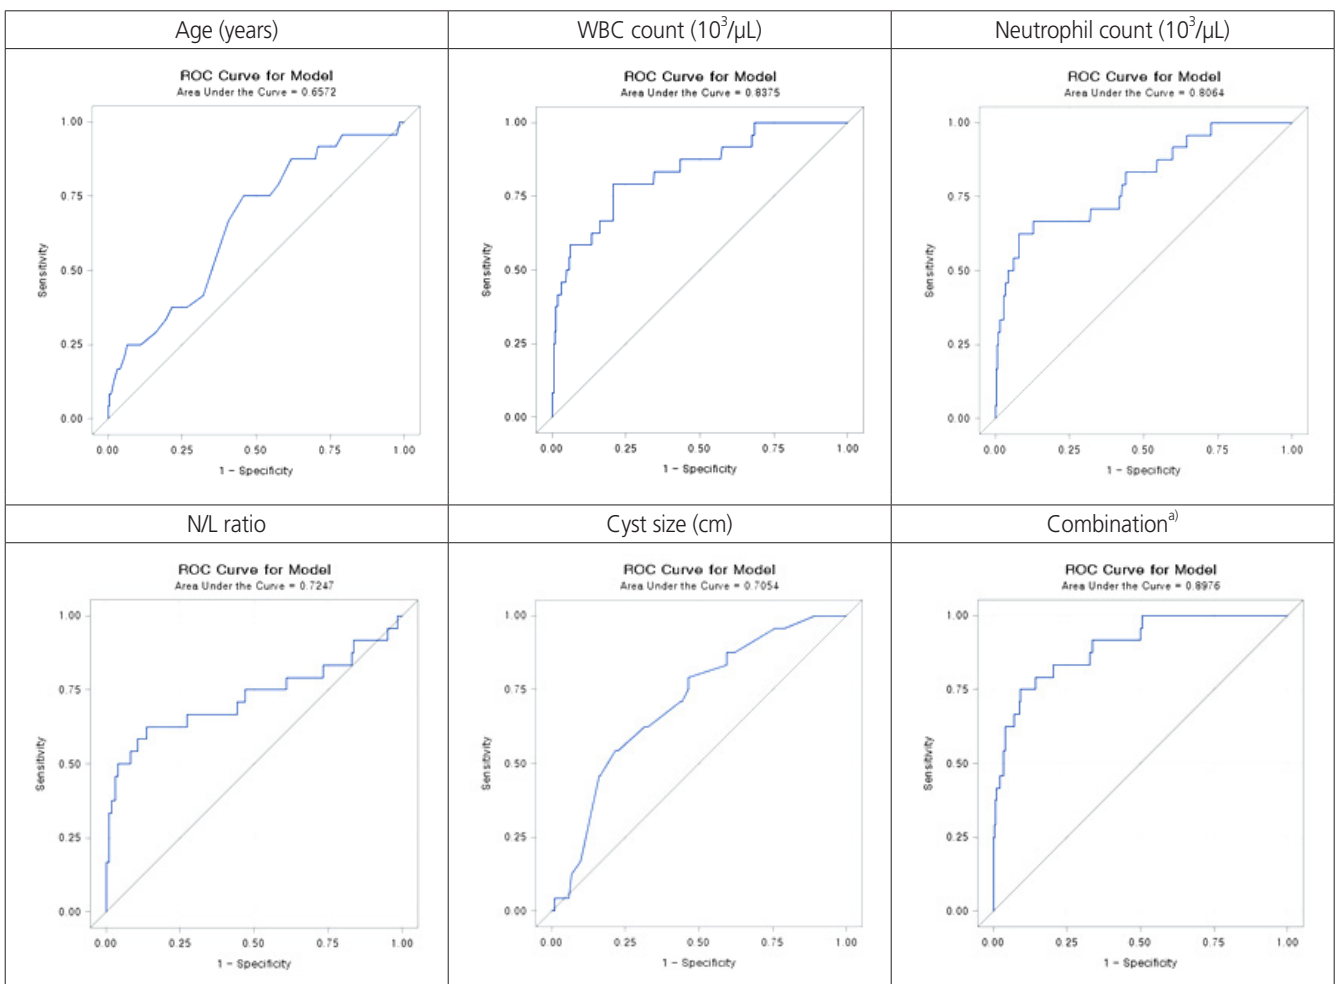 Age (years)
WBC count (10³/μL)
Neutrophil count (10³/μL)
ROC Curve for Model
Area Under the Curve = 0.6572
1.00
0.75
0.50
0.25
0.00
Sensitivity
0.00 0.25 0.50 0.75 1.00
1 - Specificity
ROC Curve for Model
Area Under the Curve = 0.8375
1.00
0.75
0.50
0.25
0.00
Sensitivity
0.00 0.25 0.50 0.75 1.00
1 - Specificity
ROC Curve for Model
Area Under the Curve = 0.8064
1.00
0.75
0.50
0.25
0.00
Sensitivity
0.00 0.25 0.50 0.75 1.00
1 - Specificity
N/L ratio
Cyst size (cm)
Combinationᵃ⁾
ROC Curve for Model
Area Under the Curve = 0.7247
1.00
0.75
0.50
0.25
0.00
Sensitivity
0.00 0.25 0.50 0.75 1.00
1 - Specificity
ROC Curve for Model
Area Under the Curve = 0.7054
1.00
0.75
0.50
0.25
0.00
Sensitivity
0.00 0.25 0.50 0.75 1.00
1 - Specificity
ROC Curve for Model
Area Under the Curve = 0.8976
1.00
0.75
0.50
0.25
0.00
Sensitivity
0.00 0.25 0.50 0.75 1.00
1 - Specificity